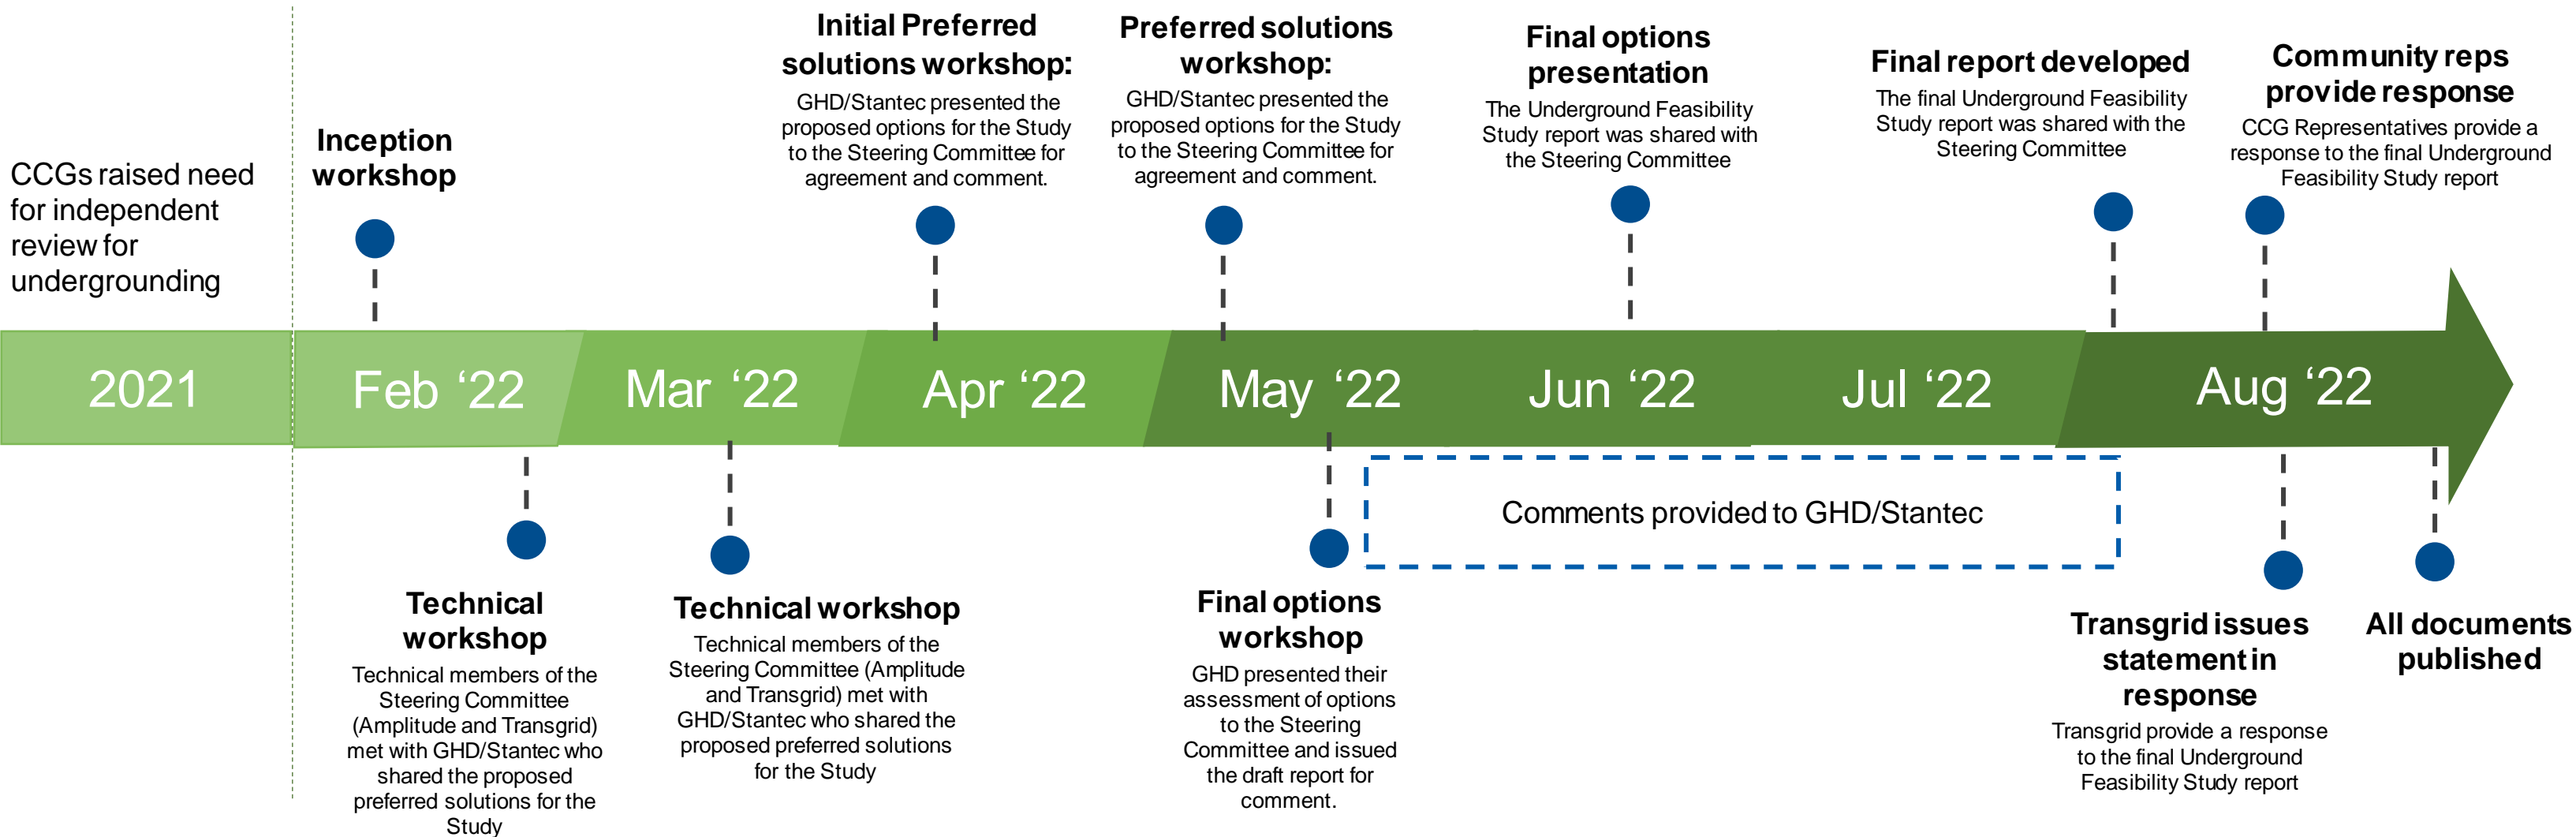 CCGs raised need
for independent
review for
undergrounding
Inception
workshop
Initial Preferred
solutions workshop:
GHD/Stantec presented the
proposed options for the Study
to the Steering Committee for
agreement and comment.
Preferred solutions
workshop:
GHD/Stantec presented the
proposed options for the Study
to the Steering Committee for
agreement and comment.
Final options
presentation
The Underground Feasibility
Study report was shared with
the Steering Committee
Final report developed
The final Underground Feasibility
Study report was shared with the
Steering Committee
Community reps
provide response
CCG Representatives provide a
response to the final Underground
Feasibility Study report
2021
Feb ‘22
Mar ‘22
Apr ‘22
May ‘22
Jun ‘22
Jul ‘22
Aug ‘22
Technical
workshop
Technical members of the
Steering Committee
(Amplitude and Transgrid)
met with GHD/Stantec who
shared the proposed
preferred solutions for the
Study
Technical workshop
Technical members of the
Steering Committee (Amplitude
and Transgrid) met with
GHD/Stantec who shared the
proposed preferred solutions
for the Study
Final options
workshop
GHD presented their
assessment of options
to the Steering
Committee and issued
the draft report for
comment.
Comments provided to GHD/Stantec
Transgrid issues
statement in
response
Transgrid provide a response
to the final Underground
Feasibility Study report
All documents
published